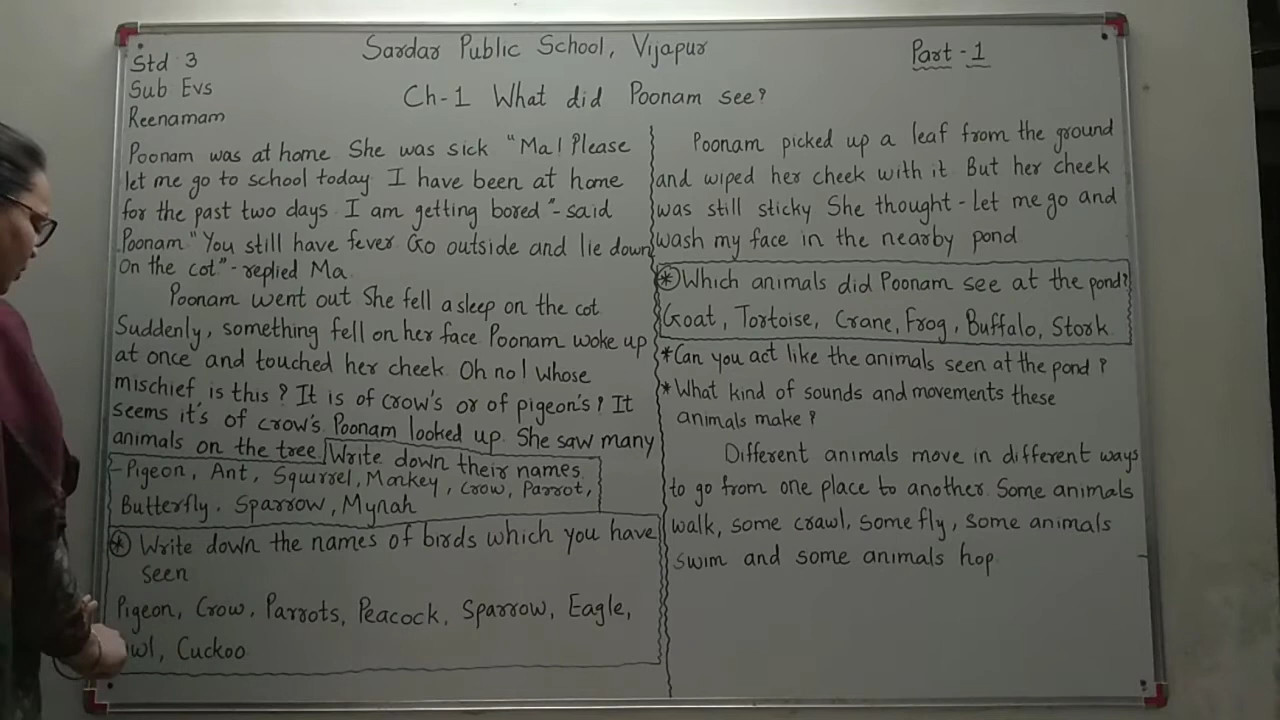 Sardar Public School, Vijapur
Part - 1
Std 3
Sub Evs
Reenamam
Ch-1 What did Poonam see?
Poonam was at home. She was sick "Ma! Please
let me go to school today. I have been at home
for the past two days. I am getting bored"- said
Poonam "You still have fever. Go outside and lie down
on the cot"- replied Ma.
Poonam went out. She fell a sleep on the cot.
Suddenly, something fell on her face. Poonam woke up
at once and touched her cheek. Oh no! Whose
mischief is this? It is of crow's or of pigeon's? It
seems it's of crow's. Poonam looked up. She saw many
animals on the tree. Write down their names
- Pigeon, Ant, Squirrel, Monkey, Crow, Parrot,
Butterfly. Sparrow, Mynah
* Write down the names of birds which you have
seen
Pigeon, Crow, Parrots, Peacock, Sparrow, Eagle,
wl, Cuckoo
Poonam picked up a leaf from the ground
and wiped her cheek with it. But her cheek
was still sticky. She thought - Let me go and
wash my face in the nearby pond
* Which animals did Poonam see at the pond?
Goat, Tortoise, Crane, Frog, Buffalo, Stork
* Can you act like the animals seen at the pond?
* What kind of sounds and movements these
animals make?
Different animals move in different ways
to go from one place to another. Some animals
walk, some crawl, some fly, some animals
swim and some animals hop.